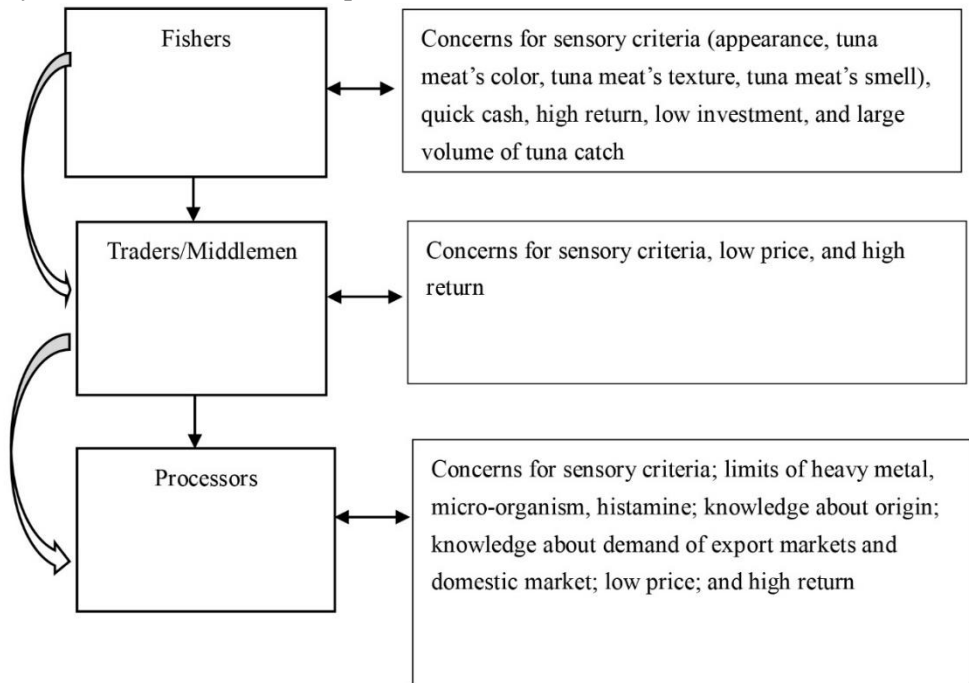 Fishers
Concerns for sensory criteria (appearance, tuna
meat's color, tuna meat's texture, tuna meat's smell),
quick cash, high return, low investment, and large
volume of tuna catch
Traders/Middlemen
Concerns for sensory criteria, low price, and high
return
Processors
Concerns for sensory criteria; limits of heavy metal,
micro-organism, histamine; knowledge about origin;
knowledge about demand of export markets and
domestic market; low price; and high return